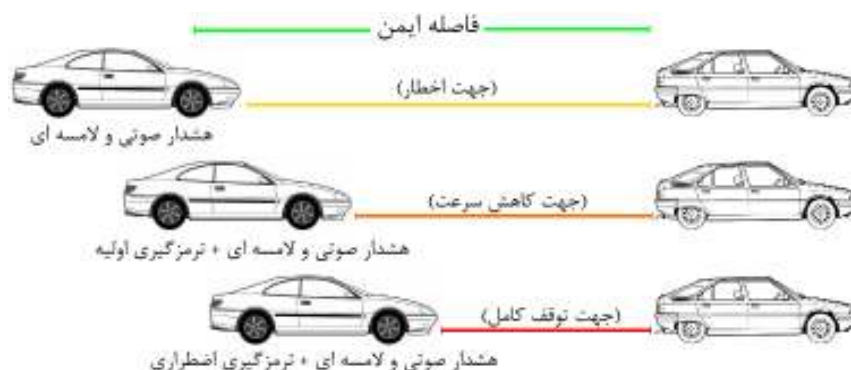 فاصله ایمن
(جهت اخطار)
هشدار صوتی و لامسه ای
(جهت کاهش سرعت)
هشدار صوتی و لامسه ای + ترمزگیری اولیه
(جهت توقف کامل)
هشدار صوتی و لامسه ای + ترمزگیری اضطراری